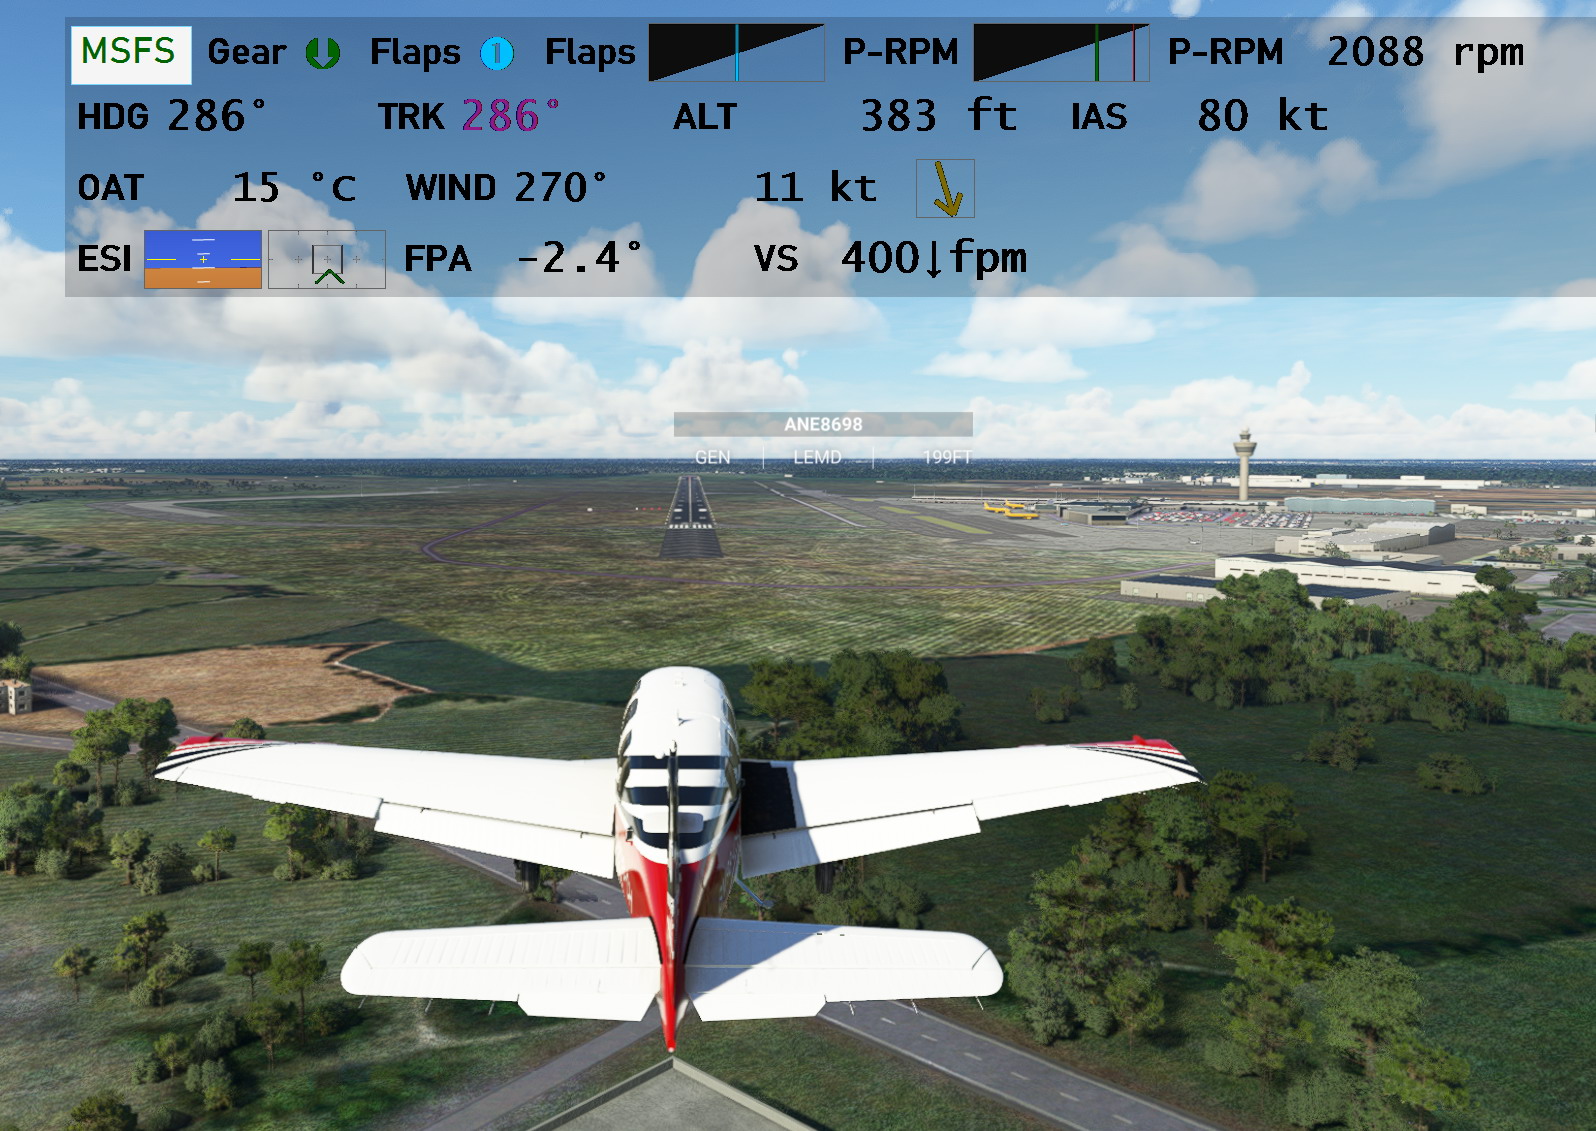 MSFS Gear Flaps 1 Flaps P-RPM P-RPM 2088 rpm
HDG 286° TRK 286° ALT 383 ft IAS 80 kt
OAT 15 °C WIND 270° 11 kt
ESI FPA -2.4° VS 400↓fpm
ANE8698
GEN | LEMD | 199FT